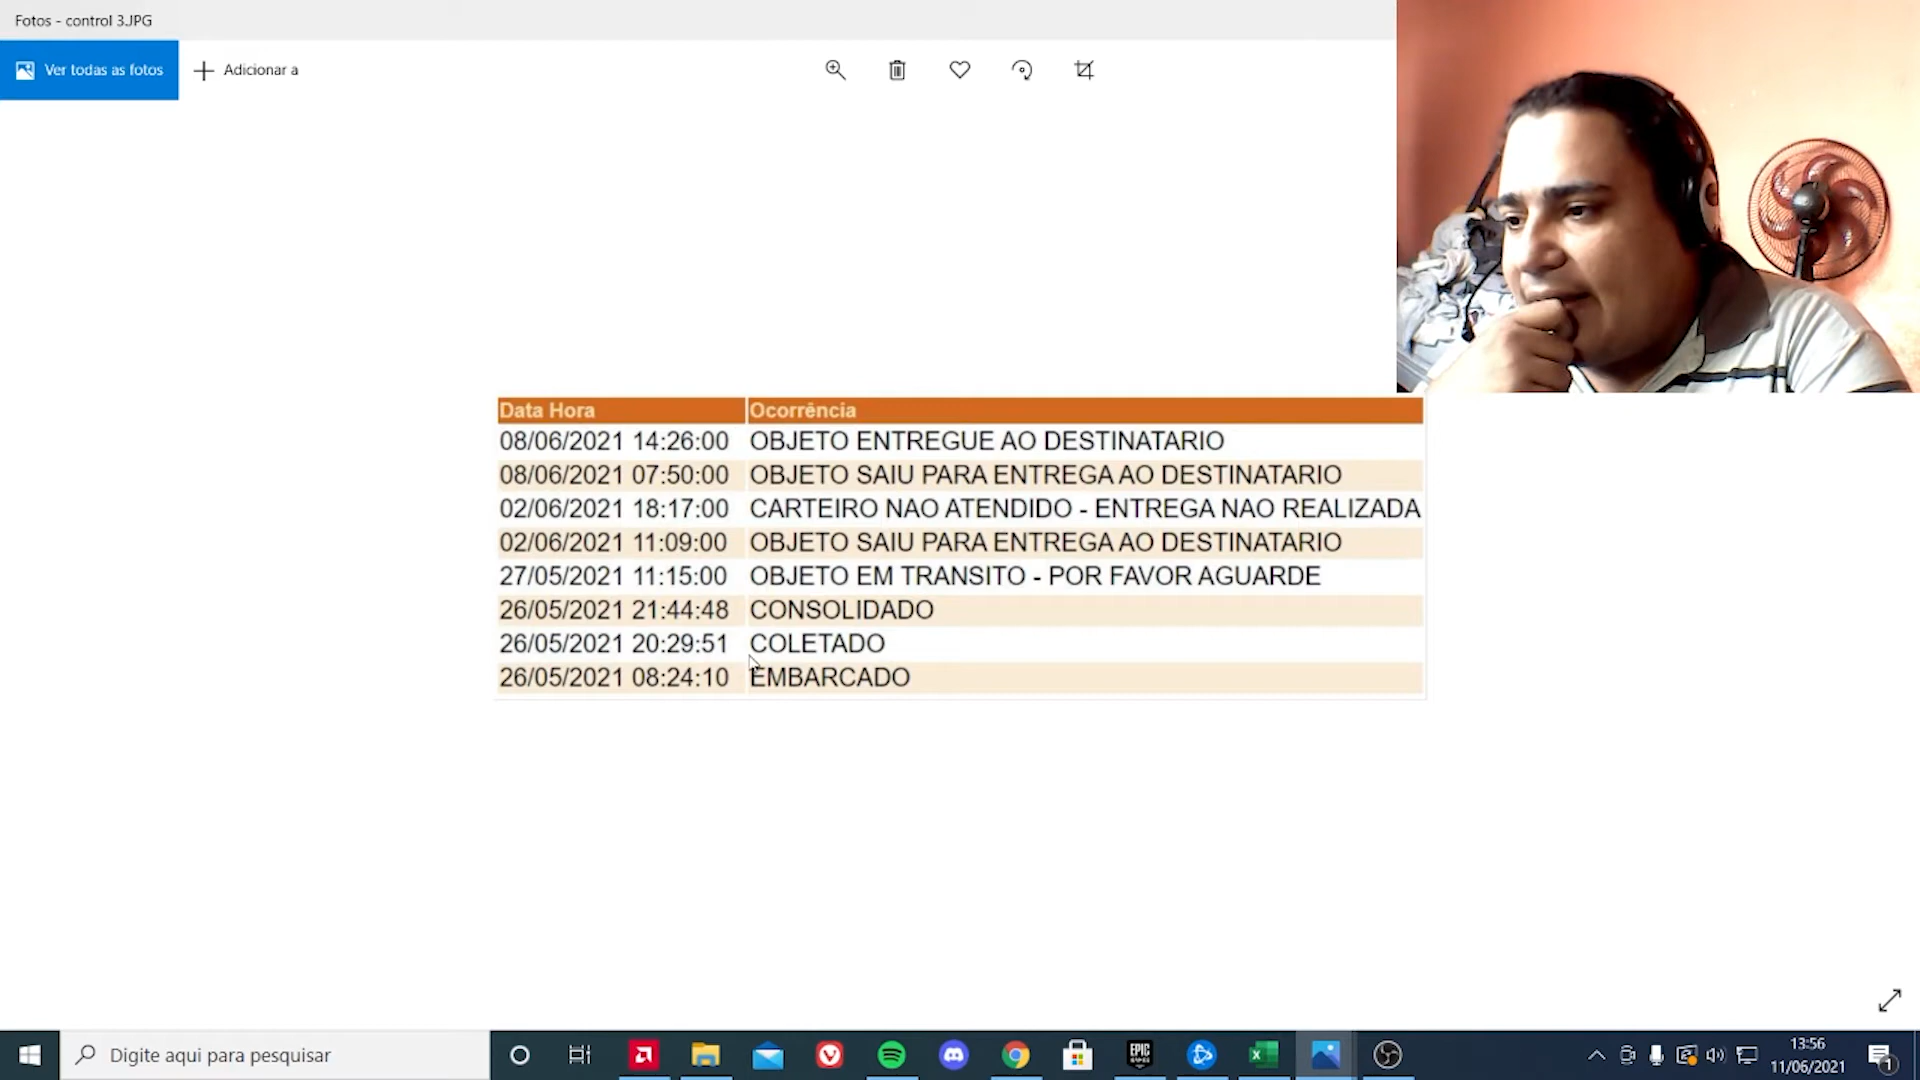 Fotos - control 3.JPG
Ver todas as fotos
Adicionar a
Data Hora Ocorrência
08/06/2021 14:26:00 OBJETO ENTREGUE AO DESTINATARIO
08/06/2021 07:50:00 OBJETO SAIU PARA ENTREGA AO DESTINATARIO
02/06/2021 18:17:00 CARTEIRO NAO ATENDIDO - ENTREGA NAO REALIZADA
02/06/2021 11:09:00 OBJETO SAIU PARA ENTREGA AO DESTINATARIO
27/05/2021 11:15:00 OBJETO EM TRANSITO - POR FAVOR AGUARDE
26/05/2021 21:44:48 CONSOLIDADO
26/05/2021 20:29:51 COLETADO
26/05/2021 08:24:10 EMBARCADO
Digite aqui para pesquisar
EPIC
GAMES
13:56
11/06/2021
1